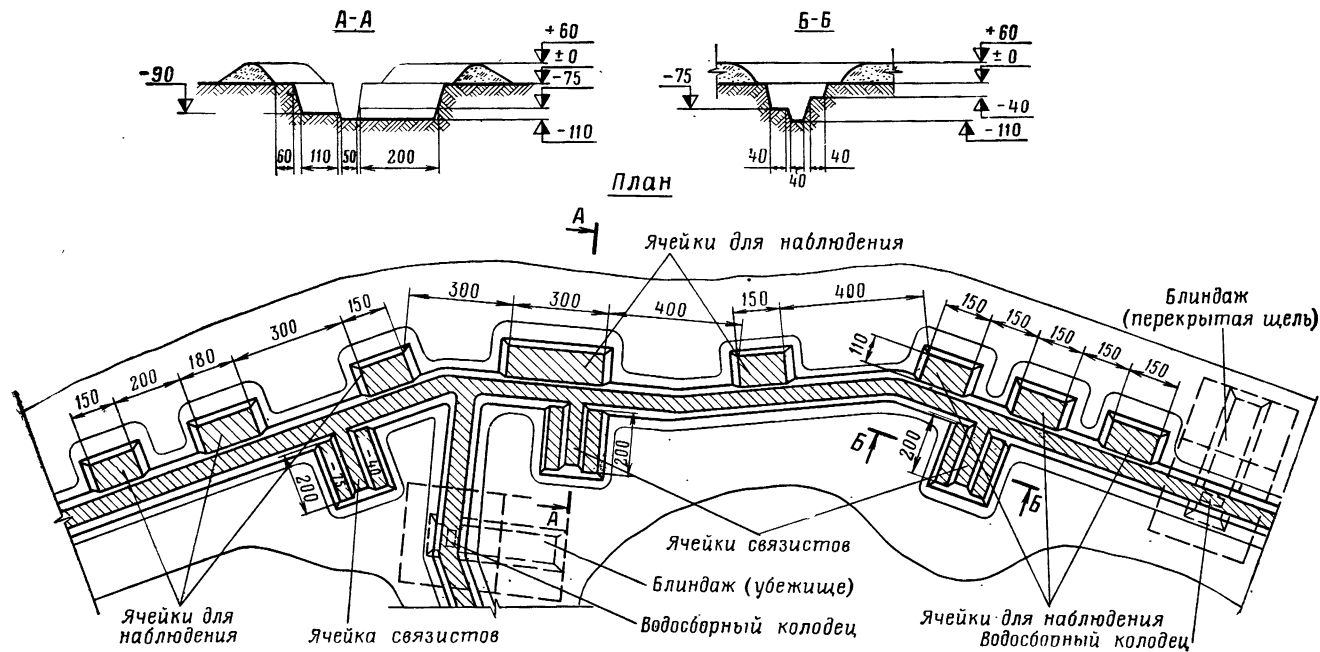 А-А
+60
±0
-90
-75
-110
60
110
50
200
Б-Б
+60
±0
-75
-40
-110
40
40
40
План
А
Ячейки для наблюдения
300
300
400
150
400
150
300
180
200
150
110
150
150
150
150
150
Блиндаж
(перекрытая щель)
200
-75
-40
200
200
Б
Б
А
Ячейки связистов
Блиндаж (убежище)
Водосборный колодец
Ячейки для
наблюдения
Ячейка связистов
Ячейки для наблюдения
Водосборный колодец